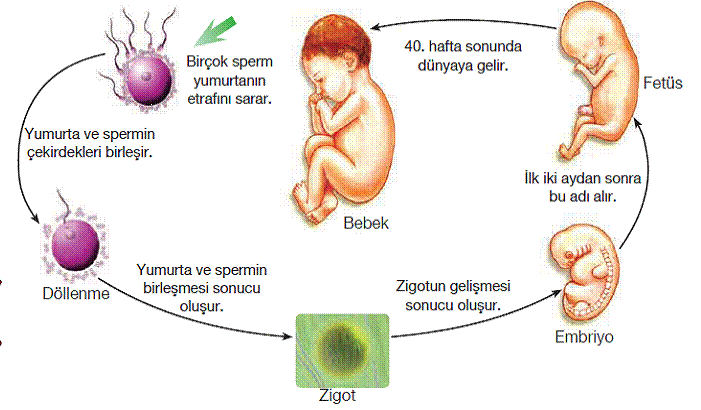 Birçok sperm
yumurtanın
etrafını sarar.
Yumurta ve spermin
çekirdekleri birleşir.
Döllenme
Yumurta ve spermin
birleşmesi sonucu
oluşur.
Zigot
Zigotun gelişmesi
sonucu oluşur.
Embriyo
İlk iki aydan sonra
bu adı alır.
Fetüs
40. hafta sonunda
dünyaya gelir.
Bebek